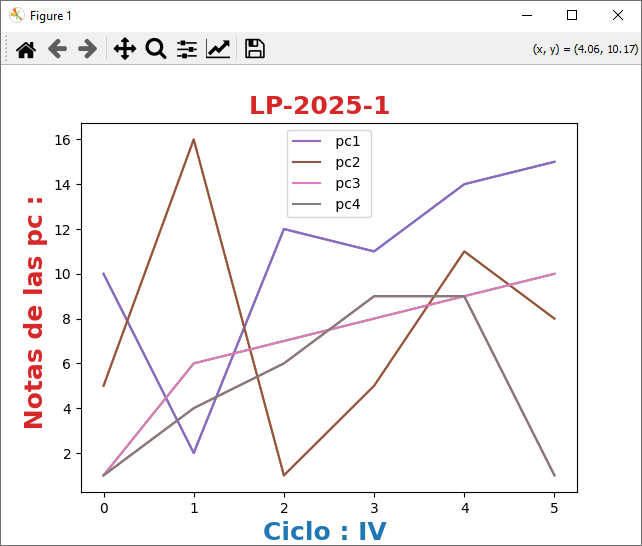 Figure 1
(x, y) = (4.06, 10.17)
LP-2025-1
Notas de las pc :
16
14
12
10
8
6
4
2
pc1
pc2
pc3
pc4
0 1 2 3 4 5
Ciclo : IV